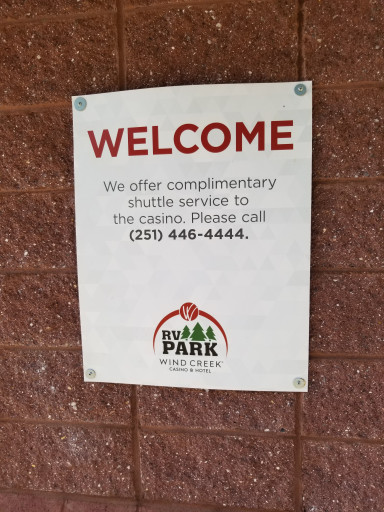 WELCOME
We offer complimentary
shuttle service to
the casino. Please call
(251) 446-4444.
RV
PARK
WIND CREEK™
CASINO & HOTEL